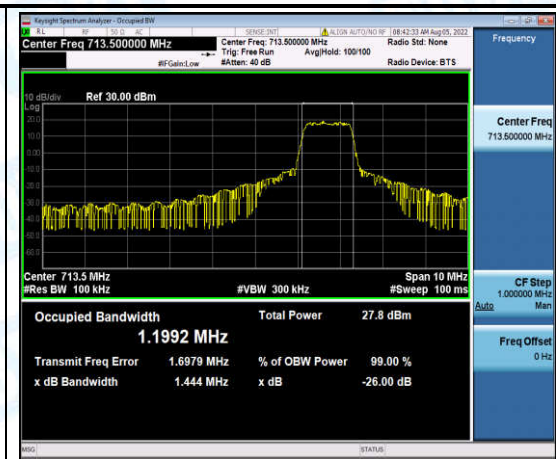 Keysight Spectrum Analyzer - Occupied BW
RL RF 50 Ω AC SENSE:INT ALIGN AUTO/NO RF 08:42:33 AM Aug 05, 2022
Center Freq 713.500000 MHz Center Freq: 713.500000 MHz Radio Std: None Frequency
Trig: Free Run Avg|Hold: 100/100
#IFGain:Low #Atten: 40 dB Radio Device: BTS
10 dB/div Ref 30.00 dBm
Log
20.0
10.0
0.00
-10.0
-20.0
-30.0
-40.0
-50.0
-60.0
Center Freq
713.500000 MHz
Center 713.5 MHz Span 10 MHz
#Res BW 100 kHz #VBW 300 kHz #Sweep 100 ms
CF Step
1.000000 MHz
Auto Man
Occupied Bandwidth Total Power 27.8 dBm
1.1992 MHz
Transmit Freq Error 1.6979 MHz % of OBW Power 99.00 %
x dB Bandwidth 1.444 MHz x dB -26.00 dB
Freq Offset
0 Hz
MSG STATUS